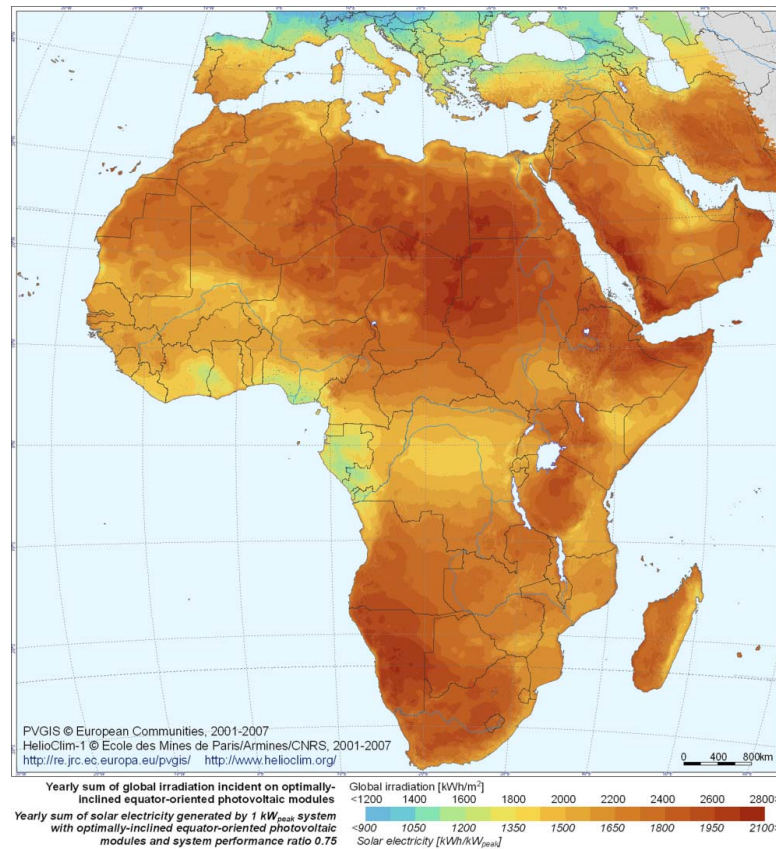 PVGIS © European Communities, 2001-2007
HelioClim-1 © Ecole des Mines de Paris/Armines/CNRS, 2001-2007
http://re.jrc.ec.europa.eu/pvgis/ http://www.helioclim.org/
0 400 800km
Yearly sum of global irradiation incident on optimally-
inclined equator-oriented photovoltaic modules
Yearly sum of solar electricity generated by 1 kWpeak system
with optimally-inclined equator-oriented photovoltaic
modules and system performance ratio 0.75
Global irradiation [kWh/m²]
<1200 1400 1600 1800 2000 2200 2400 2600 2800>
<900 1050 1200 1350 1500 1650 1800 1950 2100>
Solar electricity [kWh/kWpeak]